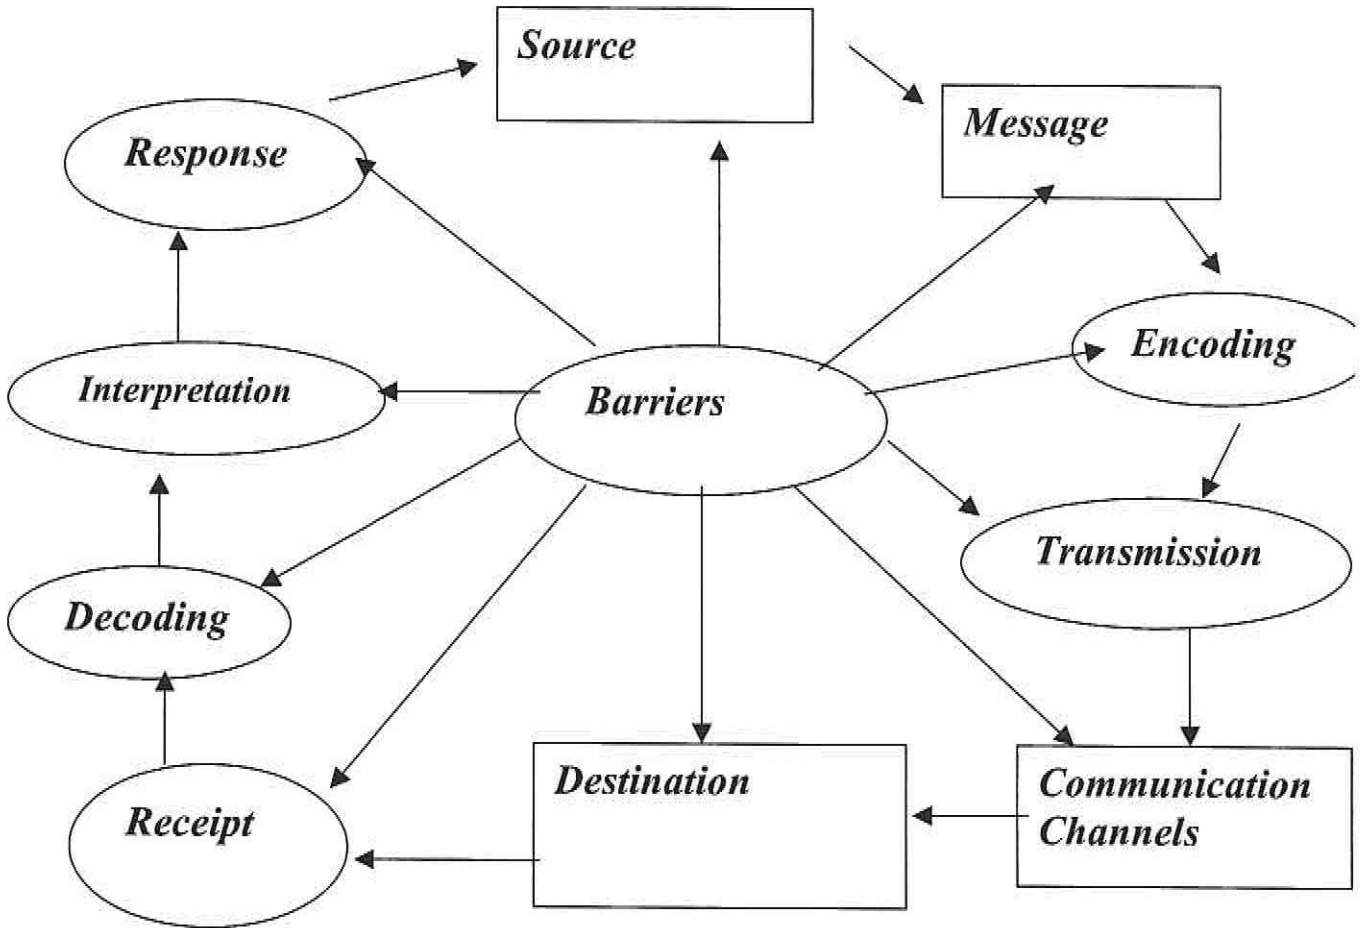 Source
Message
Response
Encoding
Interpretation
Barriers
Transmission
Decoding
Destination
Communication
Channels
Receipt